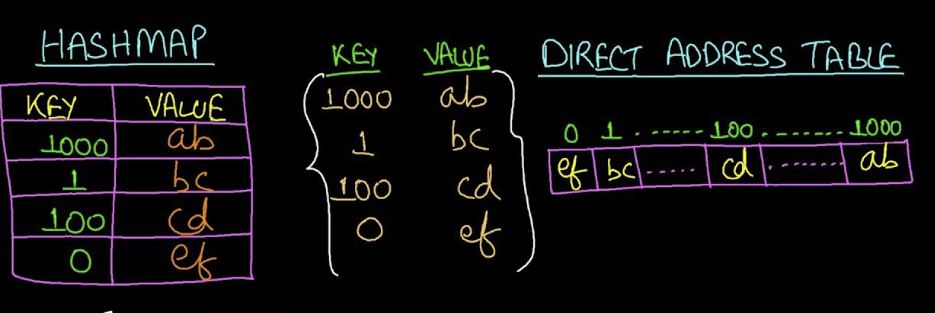 HASHMAP
KEY VALUE
1000 ab
1 bc
100 cd
0 ef
KEY VALUE
1000 ab
1 bc
100 cd
0 ef
DIRECT ADDRESS TABLE
0 1 ------ 100 ------- 1000
ef bc ..... cd ........ ab